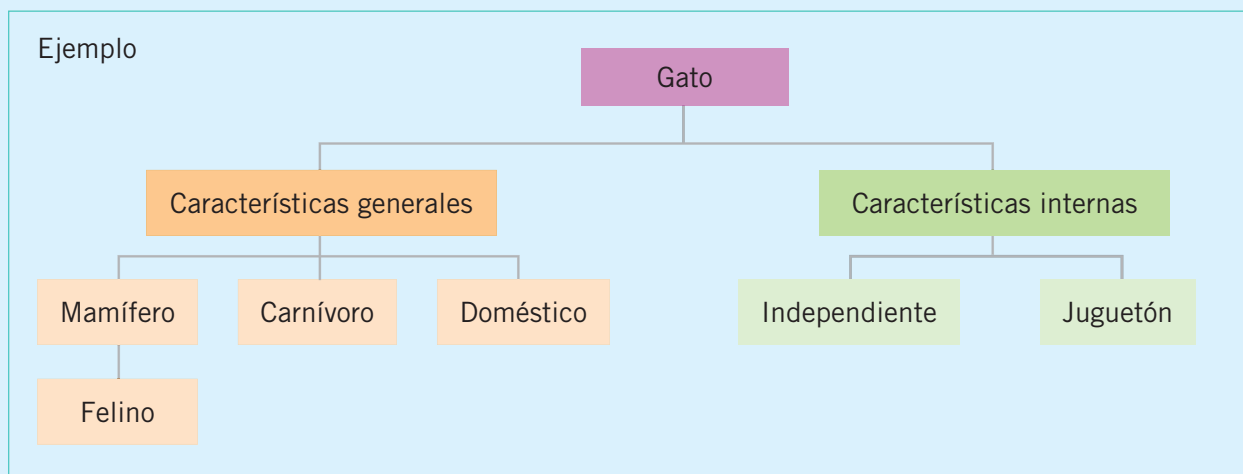 Ejemplo
Gato
Características generales
Características internas
Mamífero
Carnívoro
Doméstico
Independiente
Juguetón
Felino